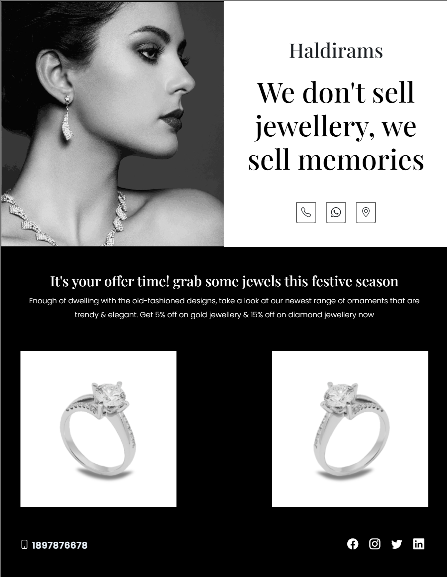 Haldirams
We don't sell
jewellery, we
sell memories
It's your offer time! grab some jewels this festive season
Enough of dwelling with the old-fashioned designs, take a look at our newest range of ornaments that are
trendy & elegant. Get 5% off on gold jewellery & 15% off on diamond jewellery now
1897876678